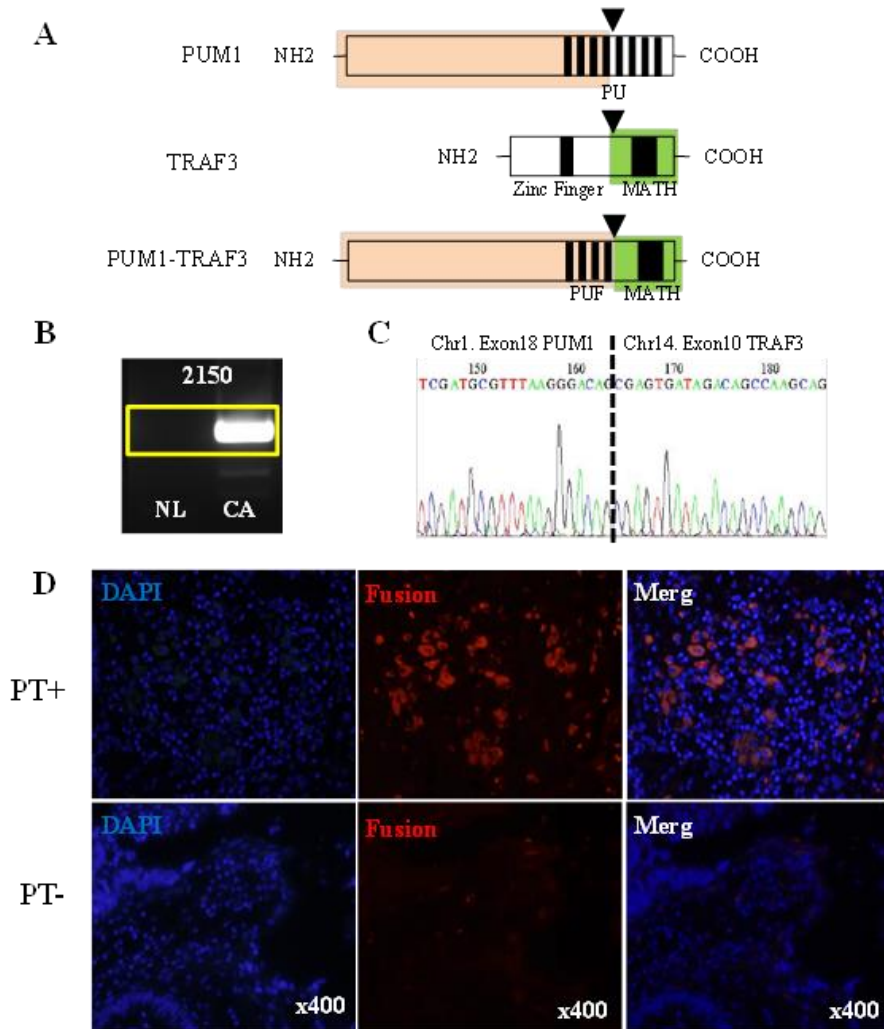 A
PUM1 NH2 COOH
PU
TRAF3 NH2 COOH
Zinc Finger MATH
PUM1-TRAF3 NH2 COOH
PUF MATH
B
2150
NL CA
C
Chr1. Exon18 PUM1 Chr14. Exon10 TRAF3
150 160 170 180
TCGATGCGTTTAAGGGACAGCGAGTGATAGACAGCCAAGCAG
D
DAPI Fusion Merg
PT+
DAPI Fusion Merg
PT-
x400 x400 x400